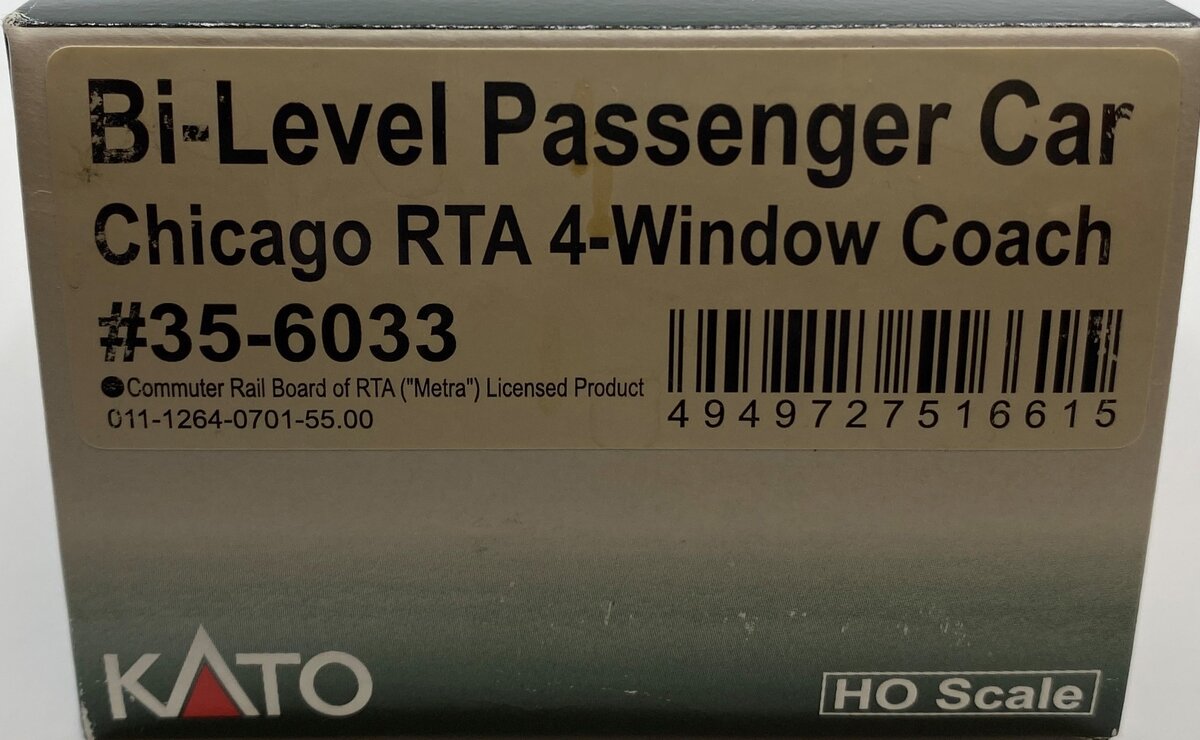 Bi-Level Passenger Car
Chicago RTA 4-Window Coach
#35-6033
●Commuter Rail Board of RTA ("Metra") Licensed Product
011-1264-0701-55.00
4949727516615
KATO
HO Scale